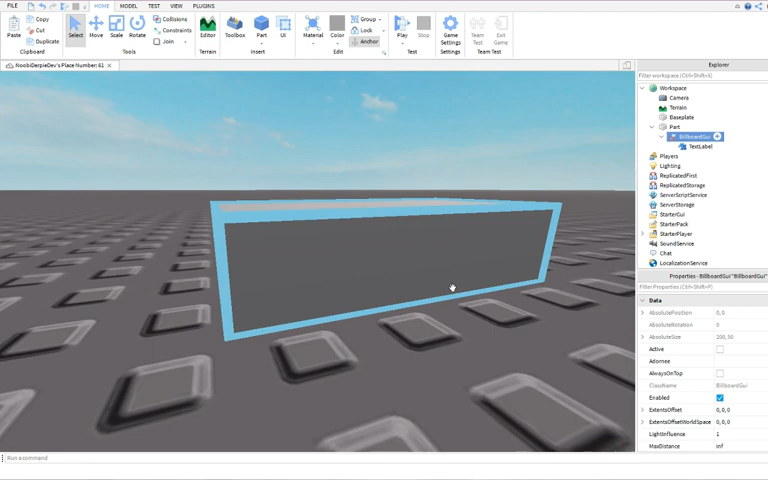 FILE HOME MODEL TEST VIEW PLUGINS
Copy
Cut
Duplicate
Paste
Clipboard
Select Move Scale Rotate
Collisions
Constraints
Join
Tools
Editor
Terrain
Toolbox Part UI
Insert
Material Color
Group
Lock
Anchor
Edit
Play Stop
Test
Game Settings
Settings
Team Test Exit Game
Team Test
NoobiDerpieDev's Place Number: 61
Explorer
Filter workspace (Ctrl+Shift+X)
Workspace
Camera
Terrain
Baseplate
Part
BillboardGui
TextLabel
Players
Lighting
ReplicatedFirst
ReplicatedStorage
ServerScriptService
ServerStorage
StarterGui
StarterPack
StarterPlayer
SoundService
Chat
LocalizationService
Properties - BillboardGui "BillboardGui"
Filter Properties (Ctrl+Shift+P)
Data
AbsolutePosition 0, 0
AbsoluteRotation 0
AbsoluteSize 200, 50
Active
Adornee
AlwaysOnTop
ClassName BillboardGui
Enabled
ExtentsOffset 0, 0, 0
ExtentsOffsetWorldSpace 0, 0, 0
LightInfluence 1
MaxDistance inf
Run a command